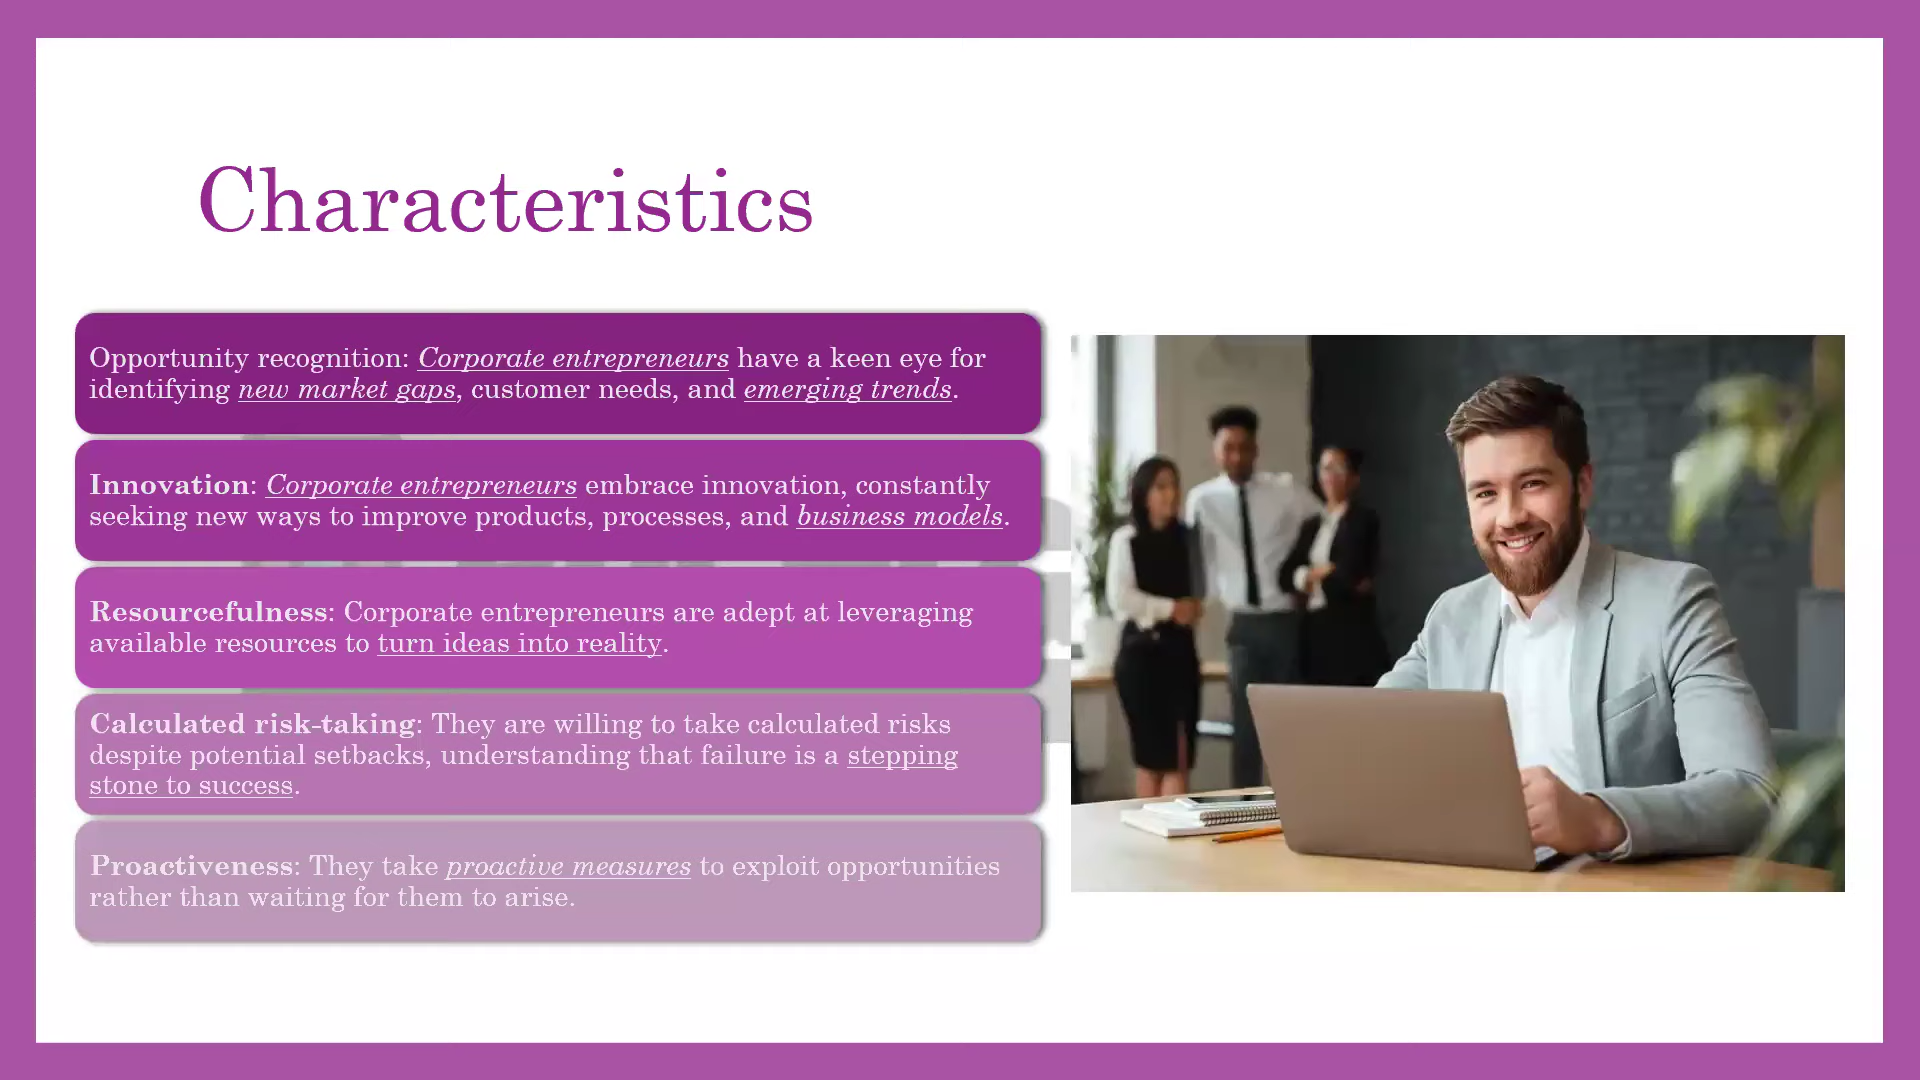 Characteristics
Opportunity recognition: Corporate entrepreneurs have a keen eye for
identifying new market gaps, customer needs, and emerging trends.
Innovation: Corporate entrepreneurs embrace innovation, constantly
seeking new ways to improve products, processes, and business models.
Resourcefulness: Corporate entrepreneurs are adept at leveraging
available resources to turn ideas into reality.
Calculated risk-taking: They are willing to take calculated risks
despite potential setbacks, understanding that failure is a stepping
stone to success.
Proactiveness: They take proactive measures to exploit opportunities
rather than waiting for them to arise.